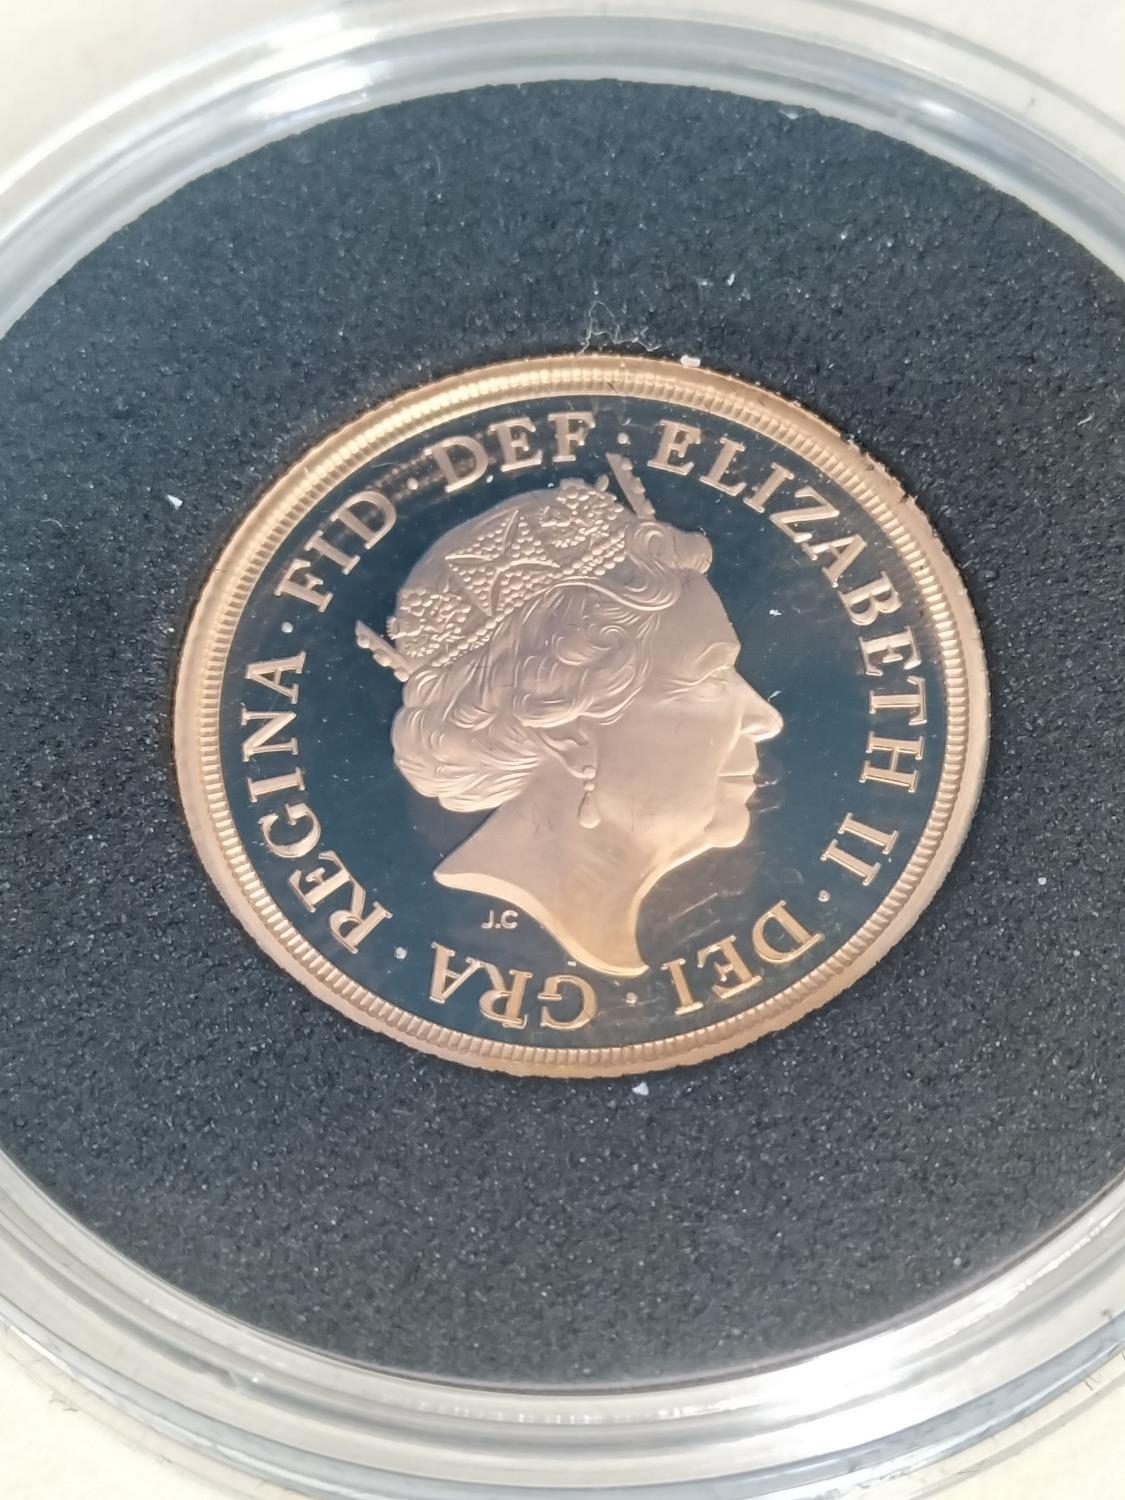 ELIZABETH II · DEI · GRA · REGINA · FID · DEF ·
J.C